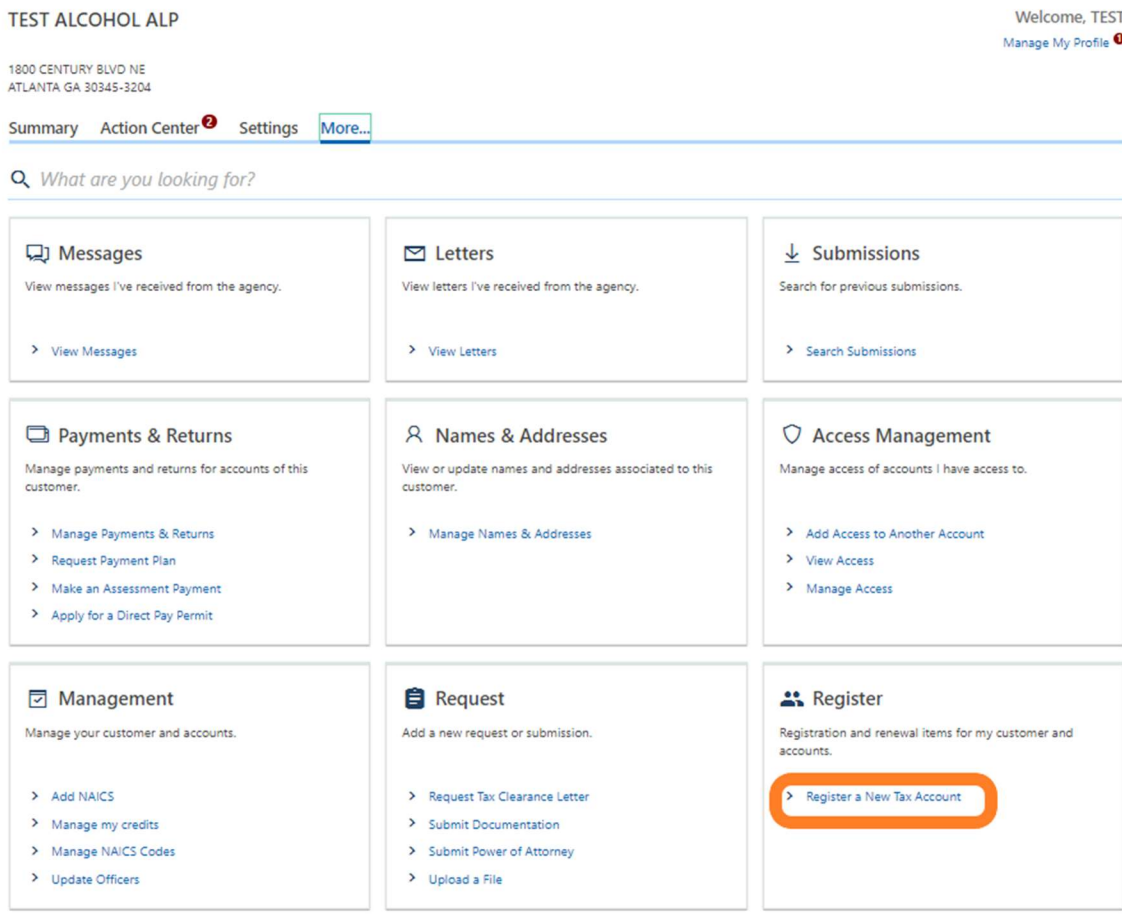 TEST ALCOHOL ALP
Welcome, TEST
Manage My Profile
1800 CENTURY BLVD NE
ATLANTA GA 30345-3204
Summary Action Center 2 Settings More...
What are you looking for?
Messages
View messages I've received from the agency.
View Messages
Letters
View letters I've received from the agency.
View Letters
Submissions
Search for previous submissions.
Search Submissions
Payments & Returns
Manage payments and returns for accounts of this
customer.
Manage Payments & Returns
Request Payment Plan
Make an Assessment Payment
Apply for a Direct Pay Permit
Names & Addresses
View or update names and addresses associated to this
customer.
Manage Names & Addresses
Access Management
Manage access of accounts I have access to.
Add Access to Another Account
View Access
Manage Access
Management
Manage your customer and accounts.
Add NAICS
Manage my credits
Manage NAICS Codes
Update Officers
Request
Add a new request or submission.
Request Tax Clearance Letter
Submit Documentation
Submit Power of Attorney
Upload a File
Register
Registration and renewal items for my customer and
accounts.
Register a New Tax Account